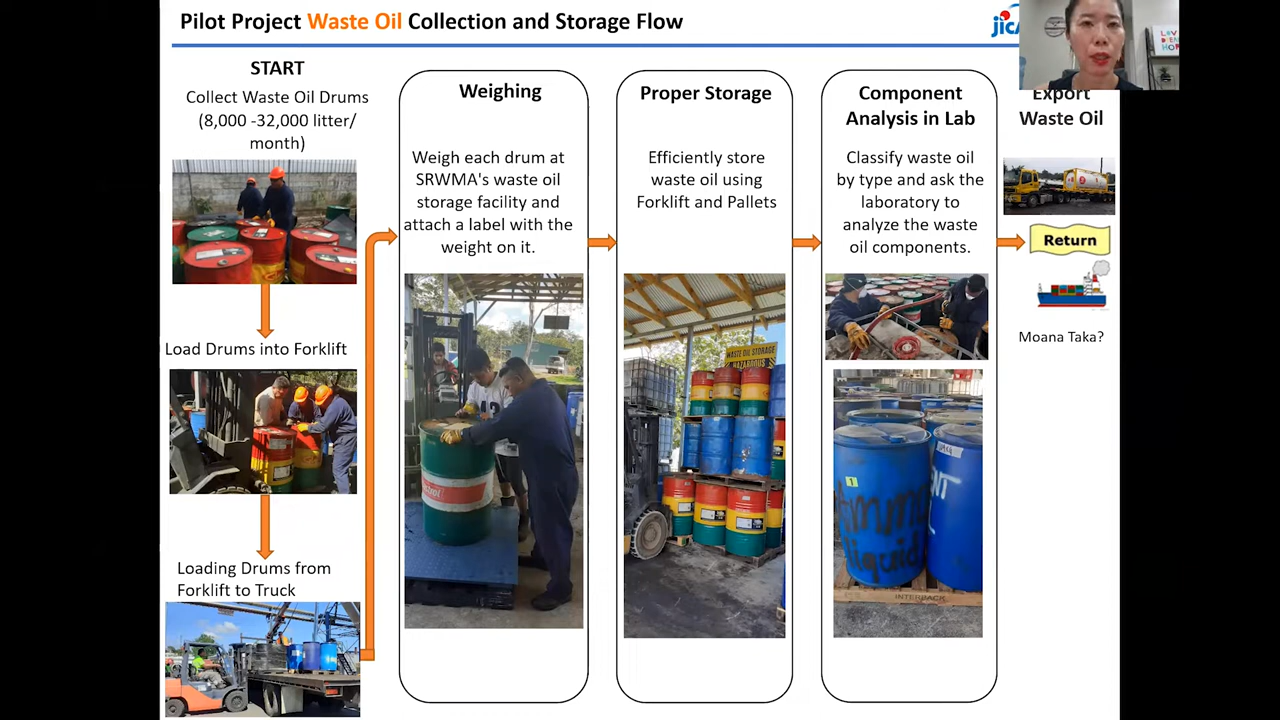 Pilot Project Waste Oil Collection and Storage Flow
START
Collect Waste Oil Drums
(8,000 -32,000 litter/
month)
Load Drums into Forklift
Loading Drums from
Forklift to Truck
Weighing
Weigh each drum at
SRWMA's waste oil
storage facility and
attach a label with the
weight on it.
Proper Storage
Efficiently store
waste oil using
Forklift and Pallets
WASTE OIL STORAGE
HAZARDOUS
Component
Analysis in Lab
Classify waste oil
by type and ask the
laboratory to
analyze the waste
oil components.
1
liquid
INTERPACK
Export
Waste Oil
Return
Moana Taka?